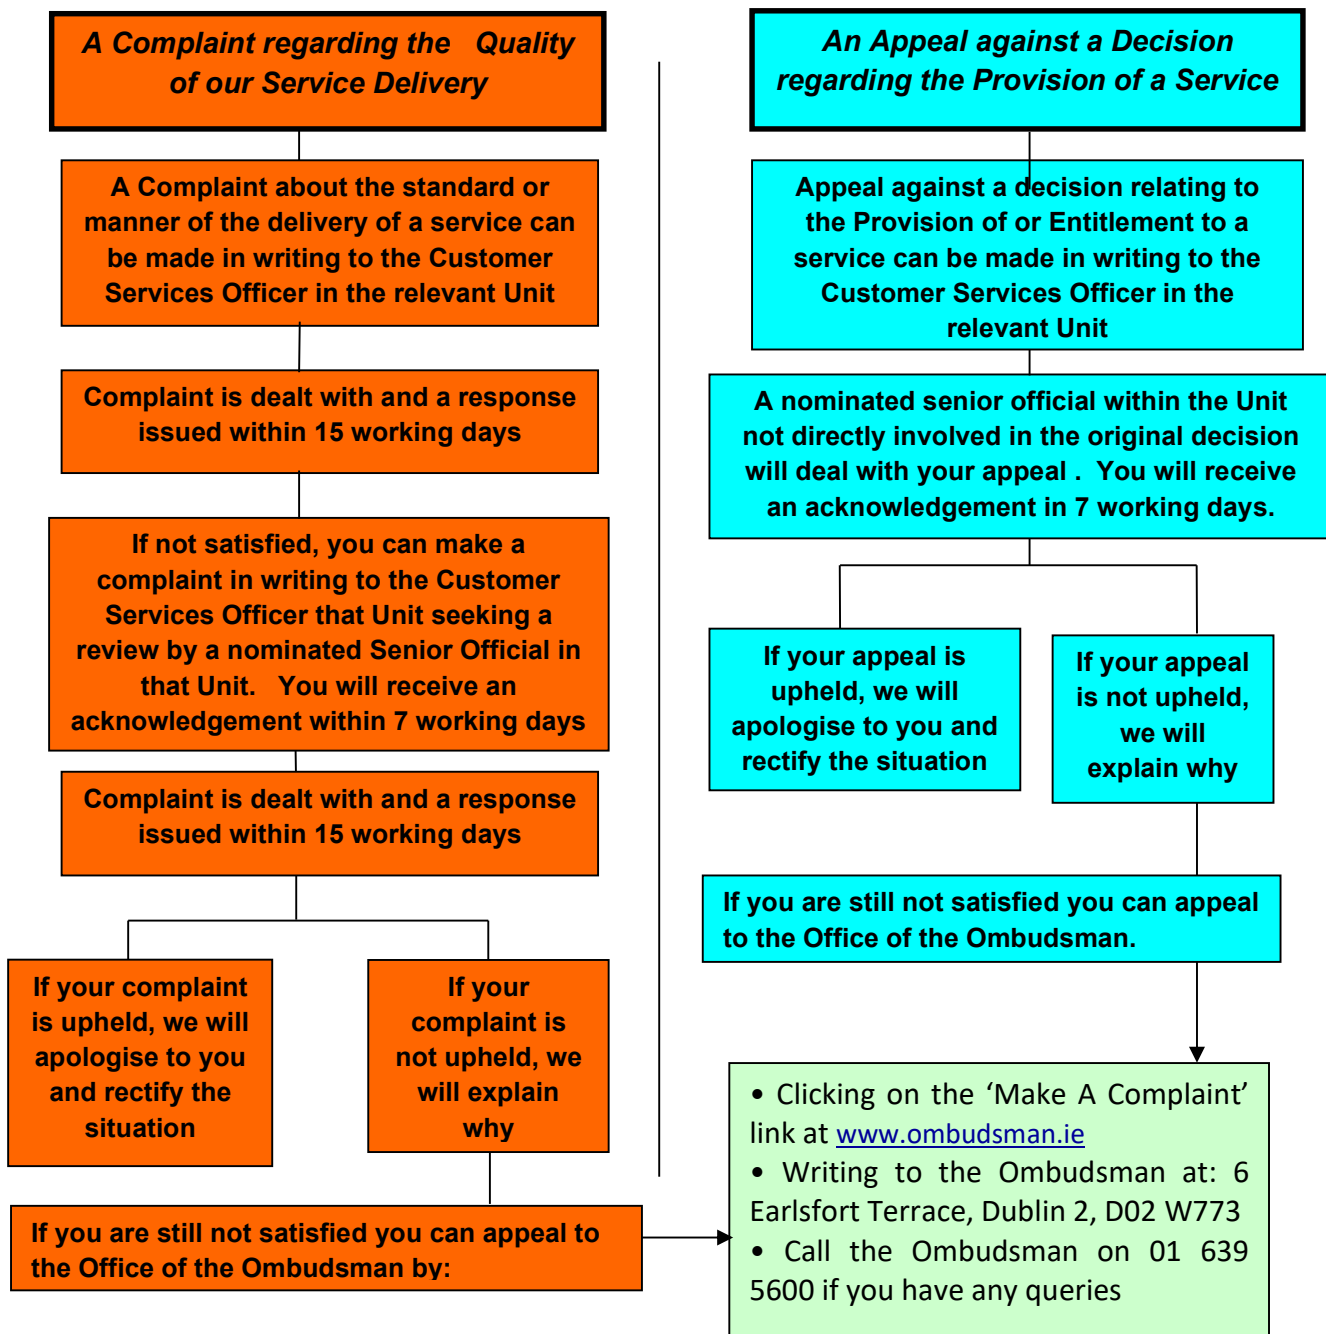 A Complaint regarding the Quality
of our Service Delivery
A Complaint about the standard or
manner of the delivery of a service can
be made in writing to the Customer
Services Officer in the relevant Unit
Complaint is dealt with and a response
issued within 15 working days
If not satisfied, you can make a
complaint in writing to the Customer
Services Officer that Unit seeking a
review by a nominated Senior Official in
that Unit. You will receive an
acknowledgement within 7 working days
Complaint is dealt with and a response
issued within 15 working days
If your complaint
is upheld, we will
apologise to you
and rectify the
situation
If your
complaint is
not upheld, we
will explain
why
If you are still not satisfied you can appeal to
the Office of the Ombudsman by:
An Appeal against a Decision
regarding the Provision of a Service
Appeal against a decision relating to
the Provision of or Entitlement to a
service can be made in writing to the
Customer Services Officer in the
relevant Unit
A nominated senior official within the Unit
not directly involved in the original decision
will deal with your appeal . You will receive
an acknowledgement in 7 working days.
If your appeal is
upheld, we will
apologise to you and
rectify the situation
If your appeal
is not upheld,
we will
explain why
If you are still not satisfied you can appeal
to the Office of the Ombudsman.
• Clicking on the ‘Make A Complaint’
link at www.ombudsman.ie
• Writing to the Ombudsman at: 6
Earlsfort Terrace, Dublin 2, D02 W773
• Call the Ombudsman on 01 639
5600 if you have any queries